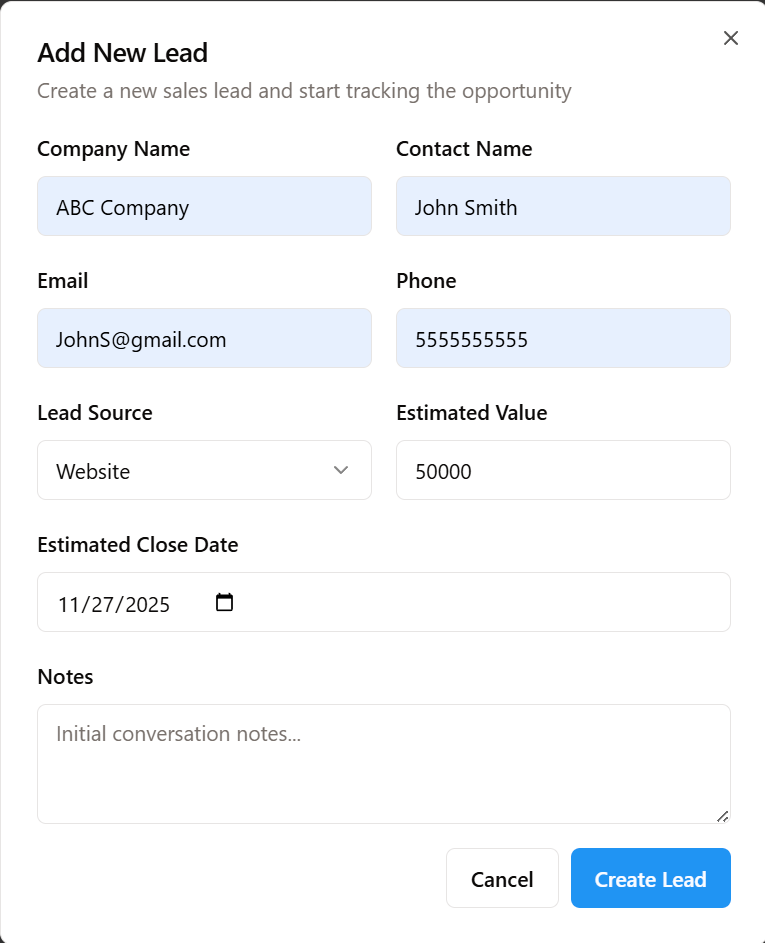 Add New Lead
Create a new sales lead and start tracking the opportunity
Company Name
Contact Name
ABC Company
John Smith
Email
Phone
JohnS@gmail.com
5555555555
Lead Source
Estimated Value
Website
50000
Estimated Close Date
11/27/2025
Notes
Initial conversation notes...
Cancel
Create Lead